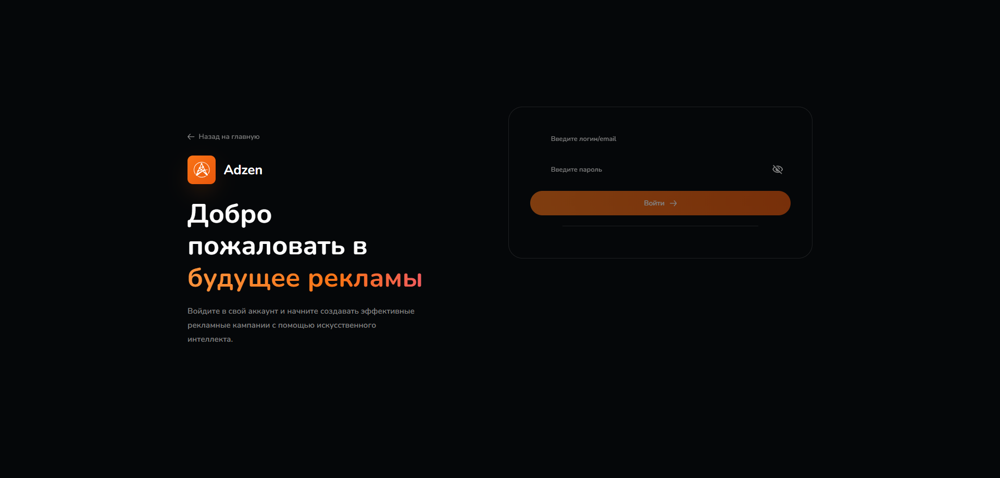 Назад на главную
Adzen
Добро
пожаловать в
будущее рекламы
Войдите в свой аккаунт и начните создавать эффективные
рекламные кампании с помощью искусственного
интеллекта.
Введите логин/email
Введите пароль
Войти